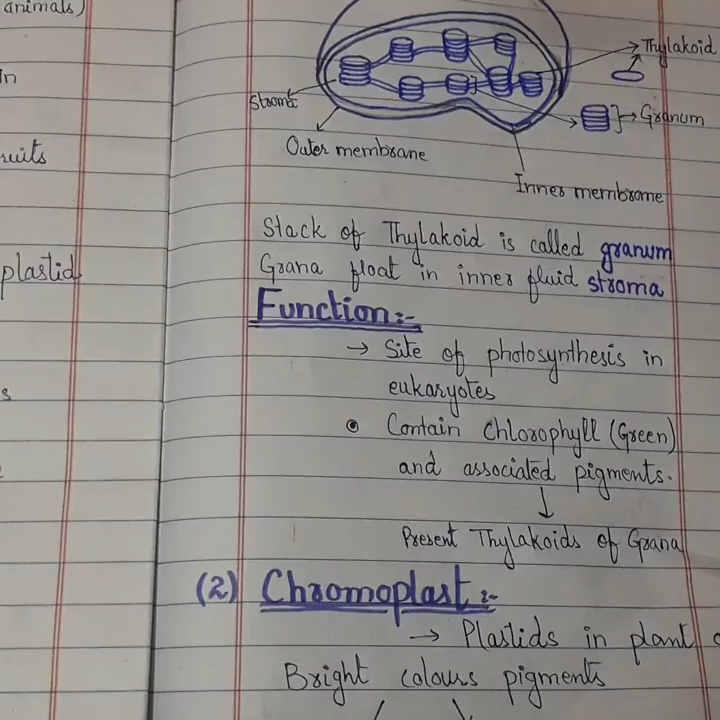 animals)
in
ruits
plastid
s
Thylakoid
Stroma
Granum
Outer membrane
Inner membrane
Stack of Thylakoid is called granum
Grana float in inner fluid stroma
Function:-
→ Site of photosynthesis in
eukaryotes
• Contain Chlorophyll (Green)
and associated pigments.
↓
Present Thylakoids of Grana
(2) Chromoplast:-
→ Plastids in plant
Bright colours pigments